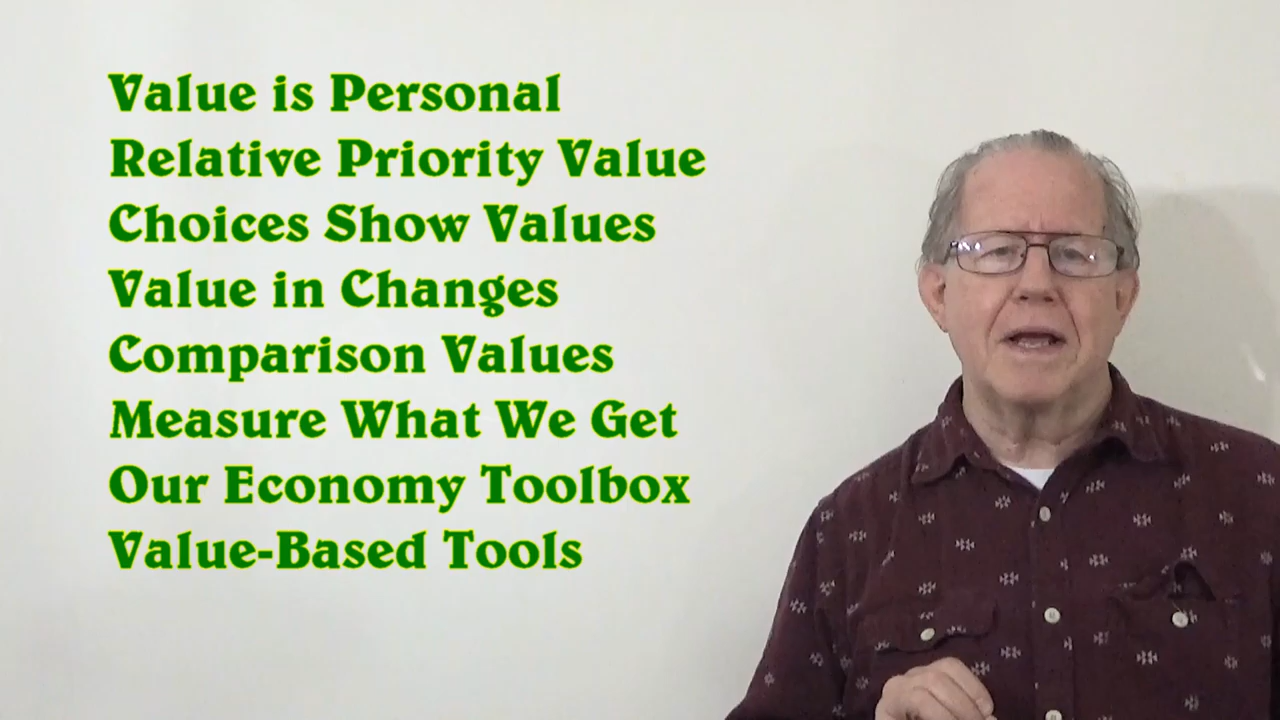 Value is Personal
Relative Priority Value
Choices Show Values
Value in Changes
Comparison Values
Measure What We Get
Our Economy Toolbox
Value-Based Tools